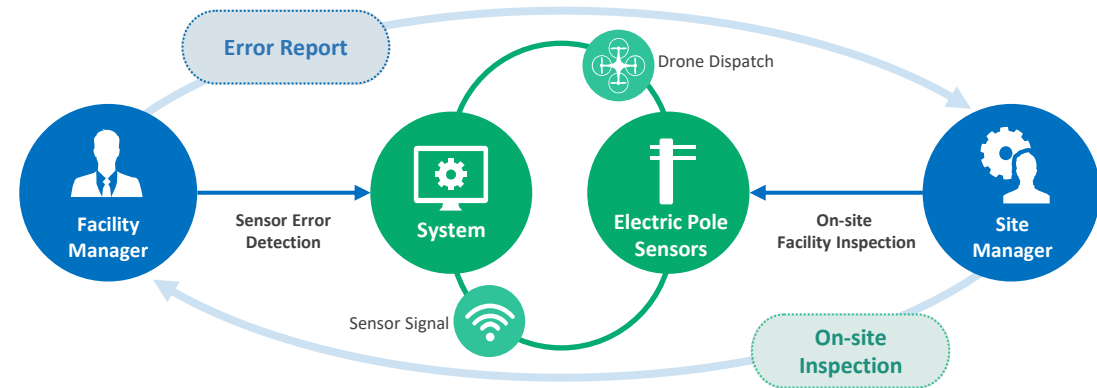 Error Report
Drone Dispatch
Facility
Manager
Sensor Error
Detection
System
Electric Pole
Sensors
On-site
Facility Inspection
Site
Manager
Sensor Signal
On-site
Inspection